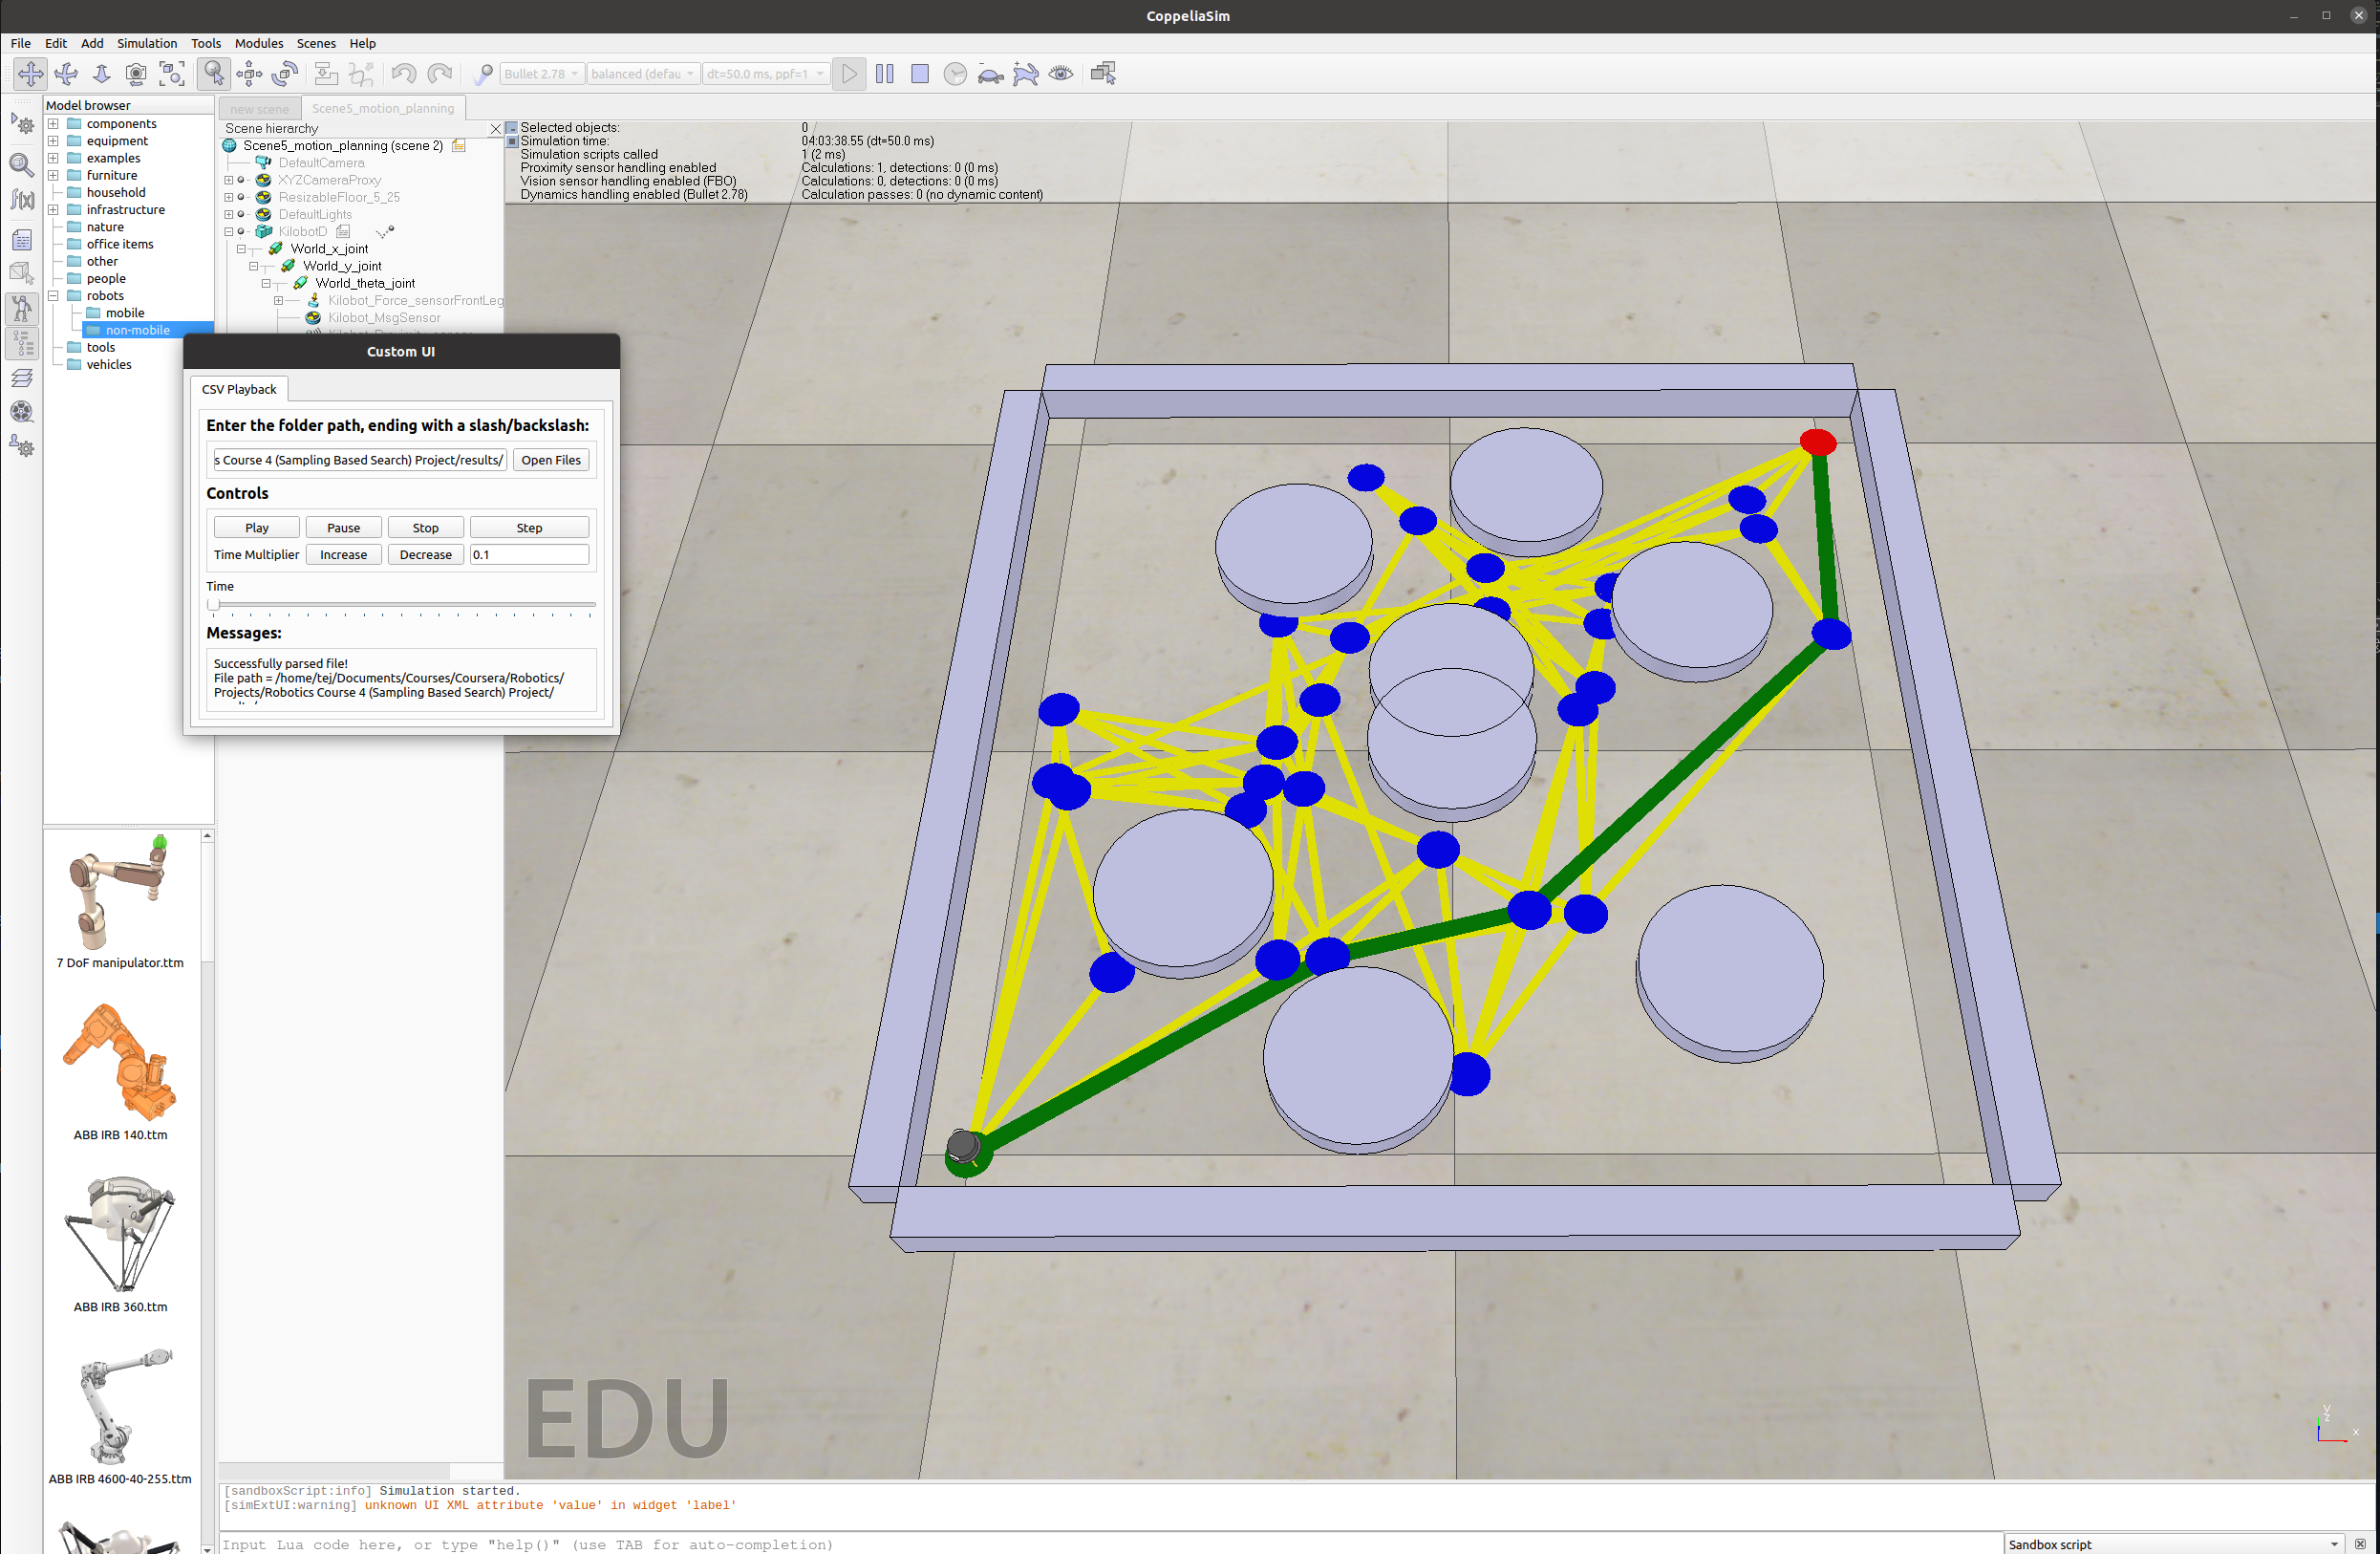 CoppeliaSim
File Edit Add Simulation Tools Modules Scenes Help
Bullet 2.78 balanced (defau dt=50.0 ms, ppf=1
Model browser
components
equipment
examples
furniture
household
infrastructure
nature
office items
other
people
robots
mobile
non-mobile
tools
vehicles
7 DoF manipulator.ttm
ABB IRB 140.ttm
ABB IRB 360.ttm
ABB IRB 4600-40-255.ttm
new scene Scene5_motion_planning
Scene hierarchy
Scene5_motion_planning (scene 2)
DefaultCamera
XYZCameraProxy
ResizableFloor_5_25
DefaultLights
KilobotD
World_x_joint
World_y_joint
World_theta_joint
Kilobot_Force_sensorFrontLeg
Kilobot_MsgSensor
Selected objects: 0
Simulation time: 04:03:38.55 (dt=50.0 ms)
Simulation scripts called 1 (2 ms)
Proximity sensor handling enabled Calculations: 1, detections: 0 (0 ms)
Vision sensor handling enabled (FBO) Calculations: 0, detections: 0 (0 ms)
Dynamics handling enabled (Bullet 2.78) Calculation passes: 0 (no dynamic content)
Custom UI
CSV Playback
Enter the folder path, ending with a slash/backslash:
s Course 4 (Sampling Based Search) Project/results/ Open Files
Controls
Play Pause Stop Step
Time Multiplier Increase Decrease 0.1
Time
Messages:
Successfully parsed file!
File path = /home/tej/Documents/Courses/Coursera/Robotics/
Projects/Robotics Course 4 (Sampling Based Search) Project/
EDU
y
z
x
[sandboxScript:info] Simulation started.
[simExtUI:warning] unknown UI XML attribute 'value' in widget 'label'
Input Lua code here, or type "help()" (use TAB for auto-completion)
Sandbox script